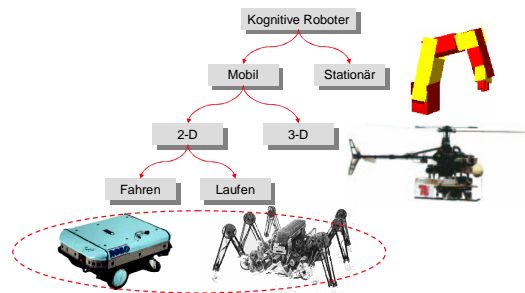 Kognitive Roboter
Mobil
Stationär
2-D
3-D
Fahren
Laufen